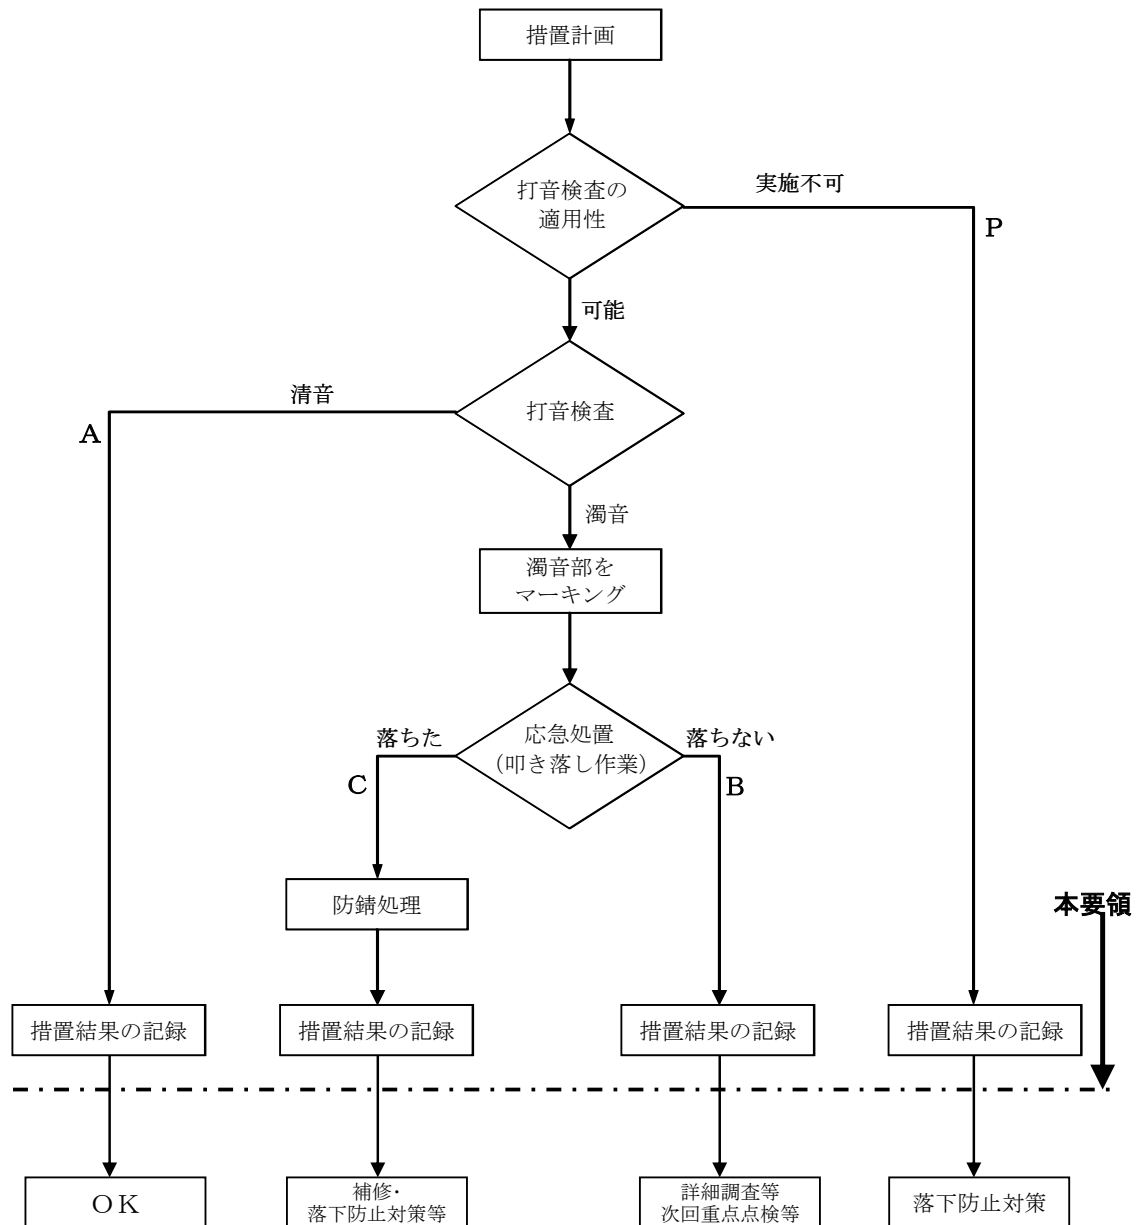 措置計画
打音検査の
適用性
実施不可
P
可能
打音検査
清音
A
濁音
濁音部を
マーキング
応急処置
（叩き落し作業）
落ちた
C
落ちない
B
防錆処理
本要領
措置結果の記録
措置結果の記録
措置結果の記録
措置結果の記録
ＯＫ
補修・
落下防止対策等
詳細調査等
次回重点点検等
落下防止対策